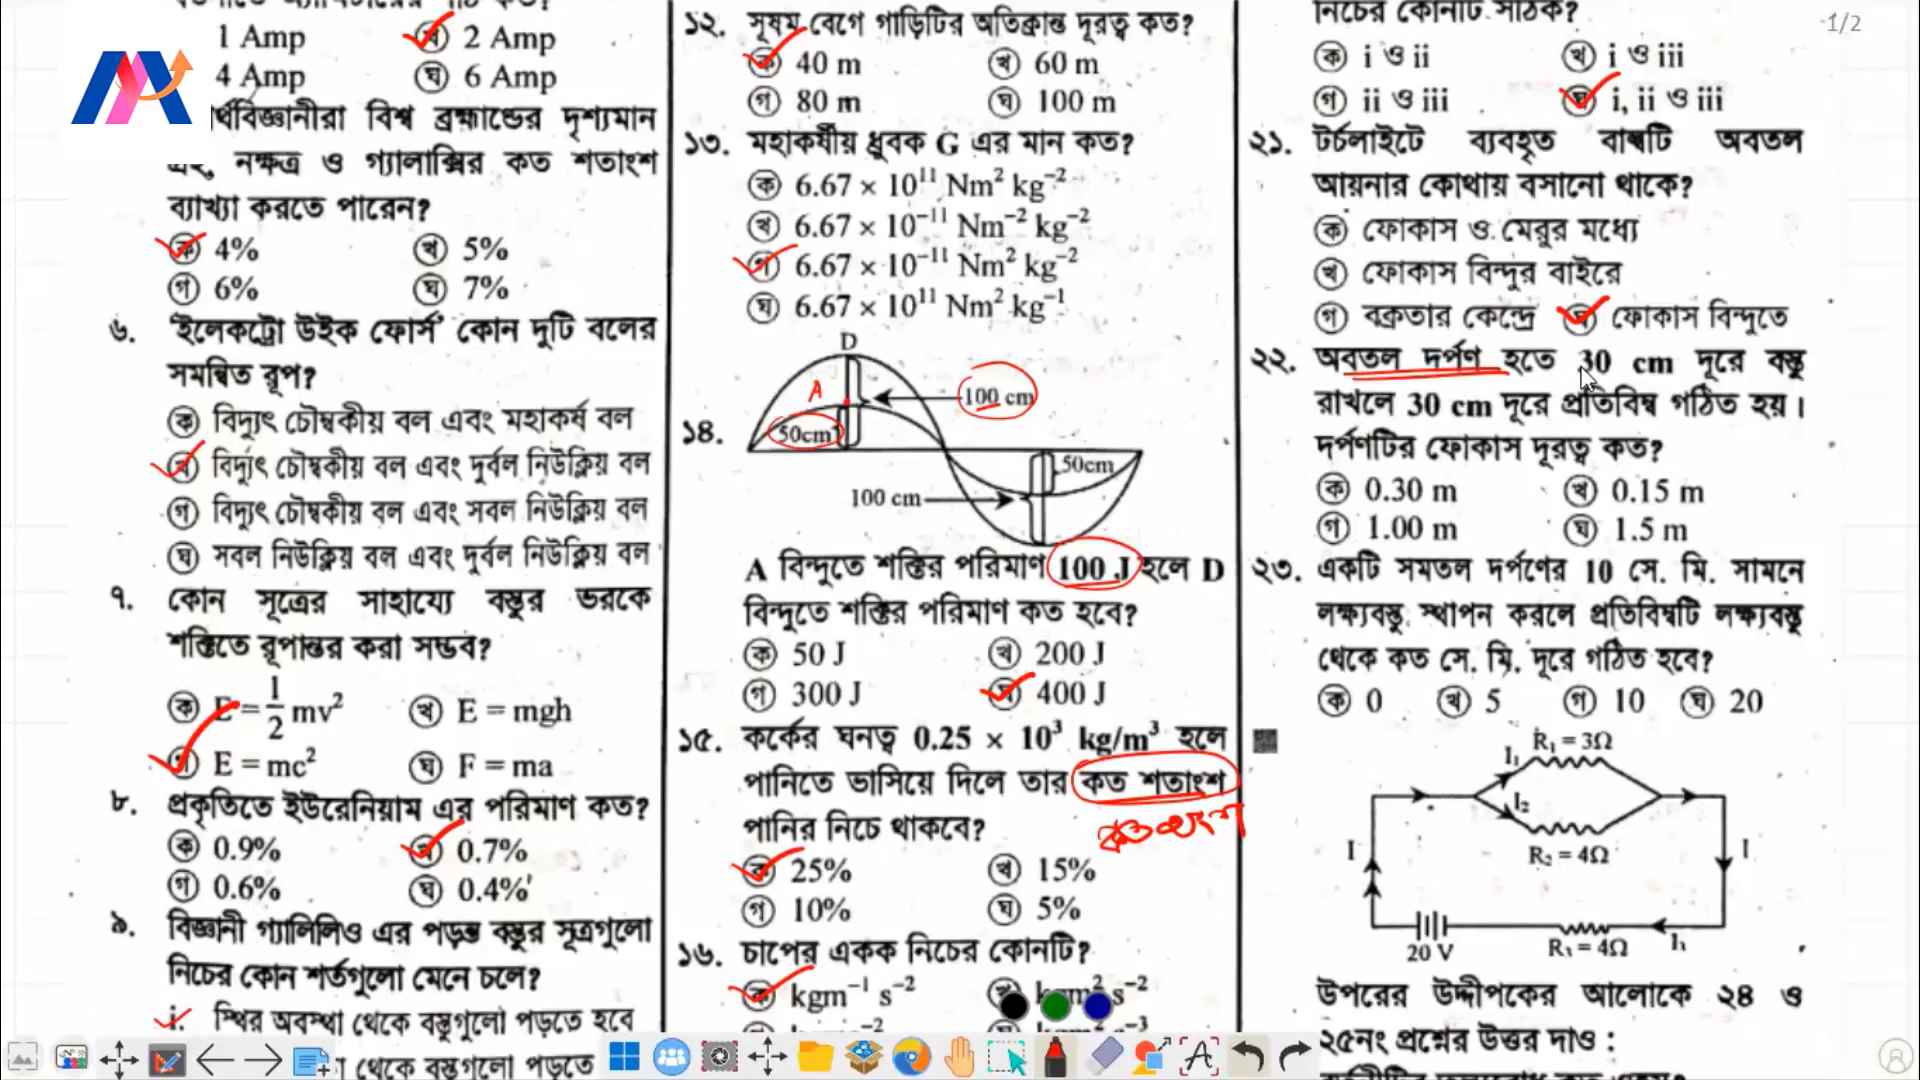 1 Amp
2 Amp
4 Amp
ঘ 6 Amp
র্থবিজ্ঞানীরা বিশ্ব ব্রহ্মাণ্ডের দৃশ্যমান
নক্ষত্র ও গ্যালাক্সির কত শতাংশ
ব্যাখ্যা করতে পারেন?
ক 4%
খ 5%
গ 6%
ঘ 7%
৬. 'ইলেকট্রো উইক ফোর্স' কোন দুটি বলের
সমন্বিত রূপ?
ক বিদ্যুৎ চৌম্বকীয় বল এবং মহাকর্ষ বল
খ বিদ্যুৎ চৌম্বকীয় বল এবং দুর্বল নিউক্লিয় বল
গ বিদ্যুৎ চৌম্বকীয় বল এবং সবল নিউক্লিয় বল
ঘ সবল নিউক্লিয় বল এবং দুর্বল নিউক্লিয় বল
৭. কোন সূত্রের সাহায্যে বস্তুর ভরকে
শক্তিতে রূপান্তর করা সম্ভব?
ক E = 1/2 mv²
খ E = mgh
গ E = mc²
ঘ F = ma
৮. প্রকৃতিতে ইউরেনিয়াম এর পরিমাণ কত?
ক 0.9%
খ 0.7%
গ 0.6%
ঘ 0.4%
৯. বিজ্ঞানী গ্যালিলিও এর পড়ন্ত বস্তুর সূত্রগুলো
নিচের কোন শর্তগুলো মেনে চলে?
i. স্থির অবস্থা থেকে বস্তুগুলো পড়তে হবে
থেকে বস্তুগুলো পড়তে
১২. সূষম বেগে গাড়িটির অতিক্রান্ত দূরত্ব কত?
ক 40 m
খ 60 m
গ 80 m
ঘ 100 m
১৩. মহাকর্ষীয় ধ্রুবক G এর মান কত?
ক 6.67 × 10¹¹ Nm² kg⁻²
খ 6.67 × 10⁻¹¹ Nm⁻² kg⁻²
গ 6.67 × 10⁻¹¹ Nm² kg⁻²
ঘ 6.67 × 10¹¹ Nm² kg⁻¹
D
A
100 cm
১৪.
50cm
50cm
100 cm
A বিন্দুতে শক্তির পরিমাণ 100 J হলে D
বিন্দুতে শক্তির পরিমাণ কত হবে?
ক 50 J
খ 200 J
গ 300 J
ঘ 400 J
১৫. কর্কের ঘনত্ব 0.25 × 10³ kg/m³ হলে
পানিতে ভাসিয়ে দিলে তার কত শতাংশ
পানির নিচে থাকবে?
ক 25%
খ 15%
গ 10%
ঘ 5%
১৬. চাপের একক নিচের কোনটি?
ক kgm⁻¹ s⁻²
1/2
নিচের কোনটি সঠিক?
ক i ও ii
খ i ও iii
গ ii ও iii
ঘ i, ii ও iii
২১. টর্চলাইটে ব্যবহৃত বাল্বটি অবতল
আয়নার কোথায় বসানো থাকে?
ক ফোকাস ও মেরুর মধ্যে
খ ফোকাস বিন্দুর বাইরে
গ বক্রতার কেন্দ্রে
ঘ ফোকাস বিন্দুতে
২২. অবতল দর্পণ হতে 30 cm দূরে বস্তু
রাখলে 30 cm দূরে প্রতিবিম্ব গঠিত হয়।
দর্পণটির ফোকাস দূরত্ব কত?
ক 0.30 m
খ 0.15 m
গ 1.00 m
ঘ 1.5 m
২৩. একটি সমতল দর্পণের 10 সে. মি. সামনে
লক্ষ্যবস্তু স্থাপন করলে প্রতিবিম্বটি লক্ষ্যবস্তু
থেকে কত সে. মি. দূরে গঠিত হবে?
ক 0 খ 5 গ 10 ঘ 20
R₁ = 3Ω
I₁
I₂
R₂ = 4Ω
I
I
20 V
R₃ = 4Ω
উপরের উদ্দীপকের আলোকে ২৪ ও
২৫নং প্রশ্নের উত্তর দাও :